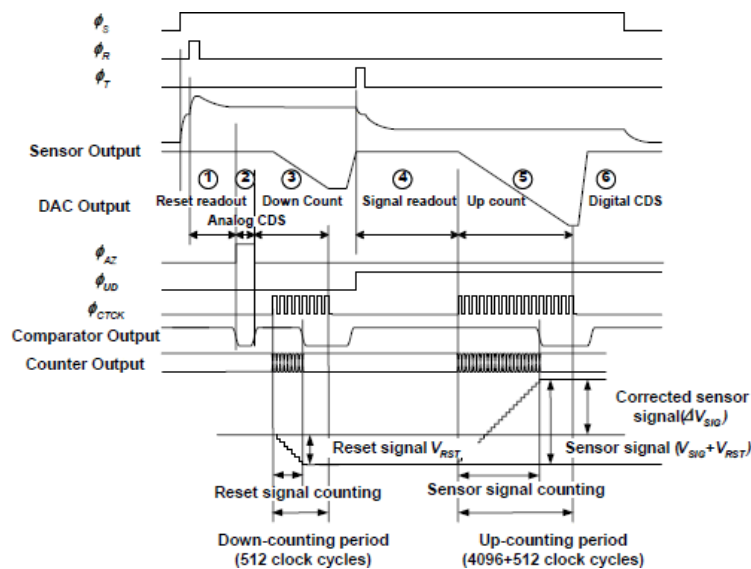 ϕS
ϕR
ϕT
Sensor Output
① ② ③ ④ ⑤ ⑥
DAC Output
Reset readout
Down Count
Signal readout
Up count
Digital CDS
Analog CDS
ϕAZ
ϕUD
ϕCTCK
Comparator Output
Counter Output
Corrected sensor
signal(ΔVSIG)
Reset signal VRST
Sensor signal (VSIG+VRST)
Reset signal counting
Sensor signal counting
Down-counting period
(512 clock cycles)
Up-counting period
(4096+512 clock cycles)